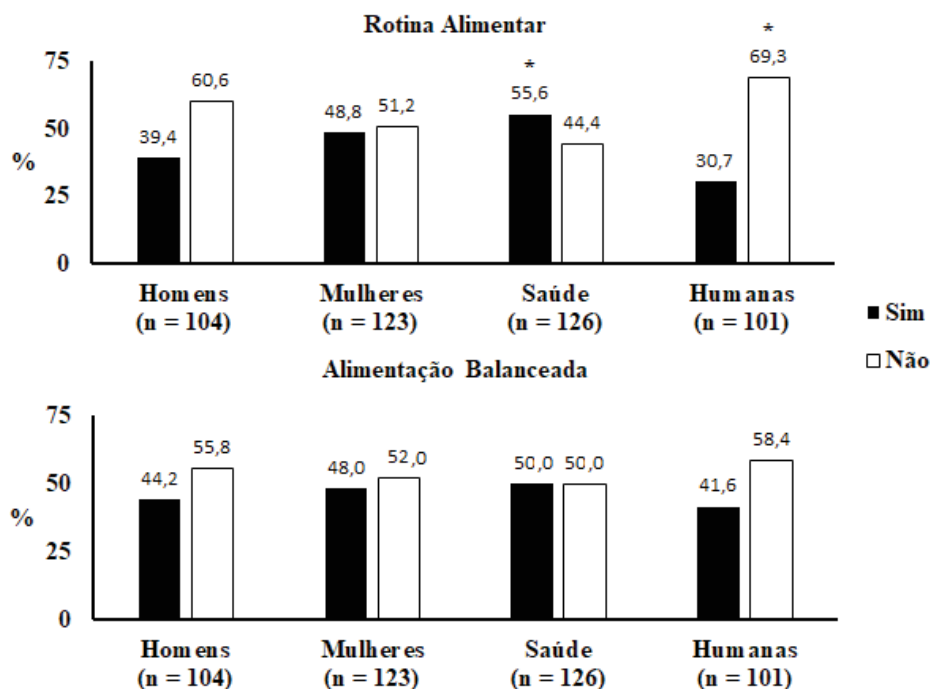 Rotina Alimentar
*
*
75
69,3
60,6
55,6
50
48,8
51,2
44,4
39,4
%
30,7
25
0
Homens
(n = 104)
Mulheres
(n = 123)
Saúde
(n = 126)
Humanas
(n = 101)
Sim
Não
Alimentação Balanceada
75
55,8
58,4
48,0
52,0
50,0
50,0
44,2
41,6
50
%
25
0
Homens
(n = 104)
Mulheres
(n = 123)
Saúde
(n = 126)
Humanas
(n = 101)